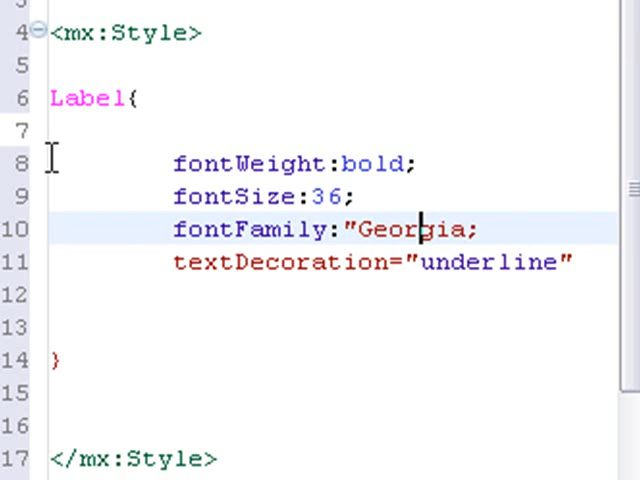 4 <mx:Style>
5
6 Label{
7
8 fontWeight:bold;
9 fontSize:36;
10 fontFamily:"Georgia;
11 textDecoration="underline"
12
13
14 }
15
16
17 </mx:Style>